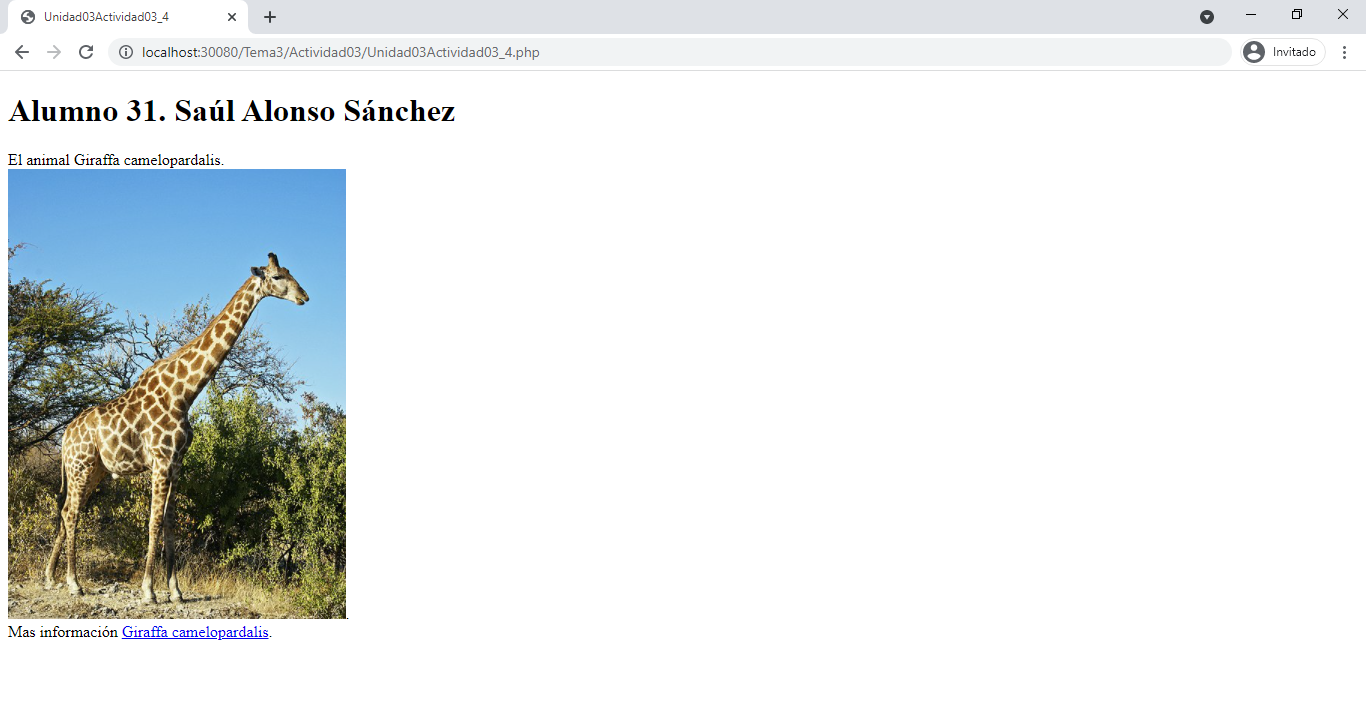 Unidad03Actividad03_4
localhost:30080/Tema3/Actividad03/Unidad03Actividad03_4.php
Invitado
Alumno 31. Saúl Alonso Sánchez
El animal Giraffa camelopardalis.
.
Mas información Giraffa camelopardalis.